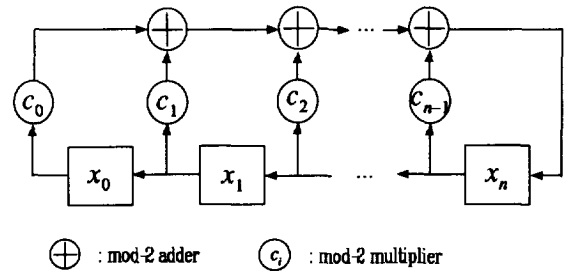 ...
c₀ c₁ c₂ cₙ₋₁
x₀ x₁ ... xₙ
: mod-2 adder cᵢ : mod-2 multiplier